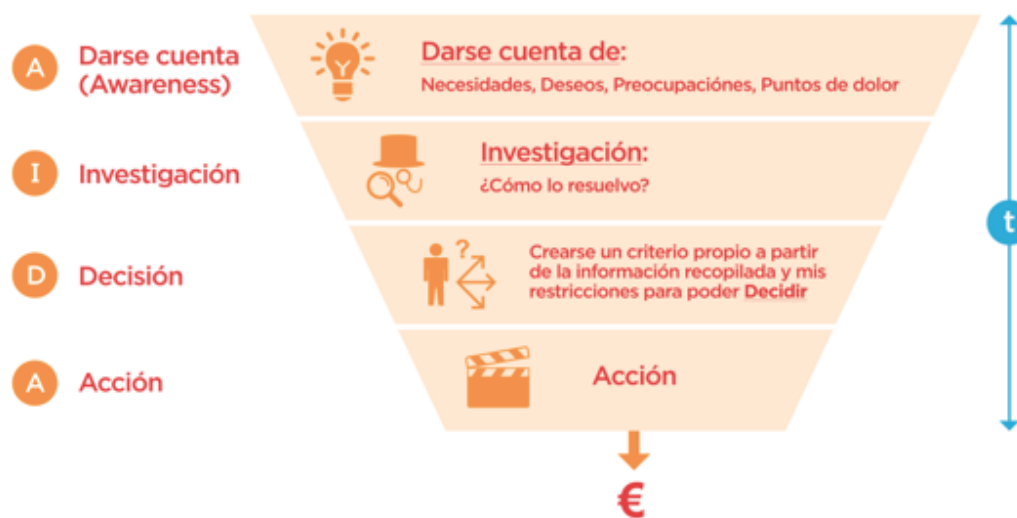 A
Darse cuenta
(Awareness)
Darse cuenta de:
Necesidades, Deseos, Preocupaciónes, Puntos de dolor
I
Investigación
Investigación:
¿Cómo lo resuelvo?
D
Decisión
?
Crearse un criterio propio a partir
de la información recopilada y mis
restricciones para poder Decidir
A
Acción
Acción
t
€